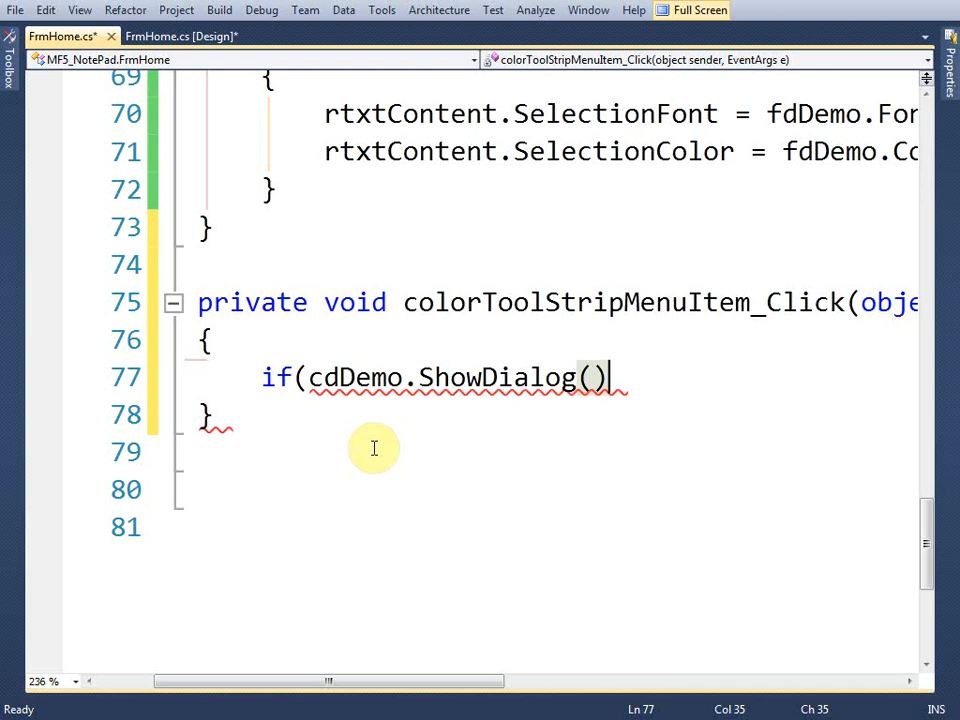 File Edit View Refactor Project Build Debug Team Data Tools Architecture Test Analyze Window Help Full Screen
FrmHome.cs* × FrmHome.cs [Design]*
MF5_NotePad.FrmHome colorToolStripMenuItem_Click(object sender, EventArgs e)
Toolbox
Properties
69 {
70 rtxtContent.SelectionFont = fdDemo.Fon
71 rtxtContent.SelectionColor = fdDemo.Co
72 }
73 }
74
75 private void colorToolStripMenuItem_Click(obje
76 {
77 if(cdDemo.ShowDialog()
78 }
79
80
81
236 %
Ready Ln 77 Col 35 Ch 35 INS